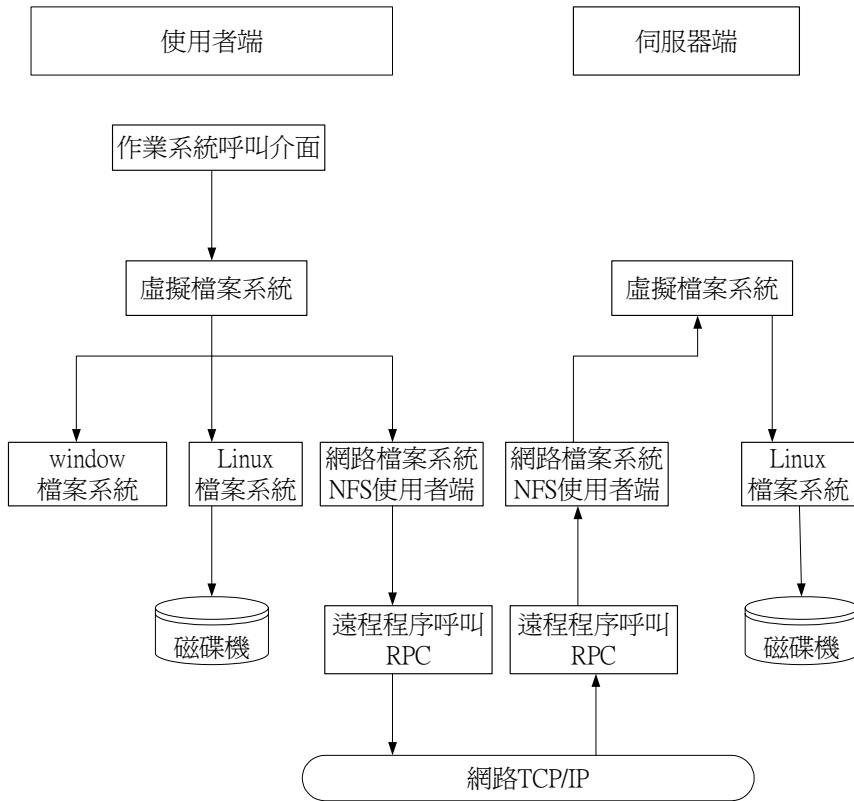 使用者端
伺服器端
作業系統呼叫介面
虛擬檔案系統
虛擬檔案系統
window
檔案系統
Linux
檔案系統
網路檔案系統
NFS使用者端
網路檔案系統
NFS使用者端
Linux
檔案系統
磁碟機
遠程程序呼叫
RPC
遠程程序呼叫
RPC
磁碟機
網路TCP/IP